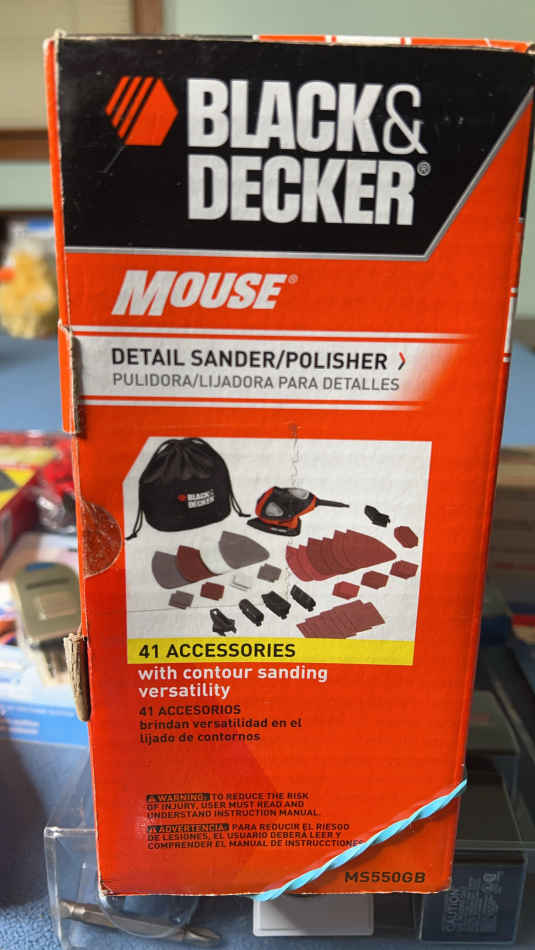 BLACK&
DECKER®
MOUSE®
DETAIL SANDER/POLISHER
PULIDORA/LIJADORA PARA DETALLES
BLACK&
DECKER
41 ACCESSORIES
with contour sanding
versatility
41 ACCESORIOS
brindan versatilidad en el
lijado de contornos
WARNING: TO REDUCE THE RISK
OF INJURY, USER MUST READ AND
UNDERSTAND INSTRUCTION MANUAL.
ADVERTENCIA: PARA REDUCIR EL RIESGO
DE LESIONES, EL USUARIO DEBERÁ LEER Y
COMPRENDER EL MANUAL DE INSTRUCCIONES
MS550GB
CAUTION